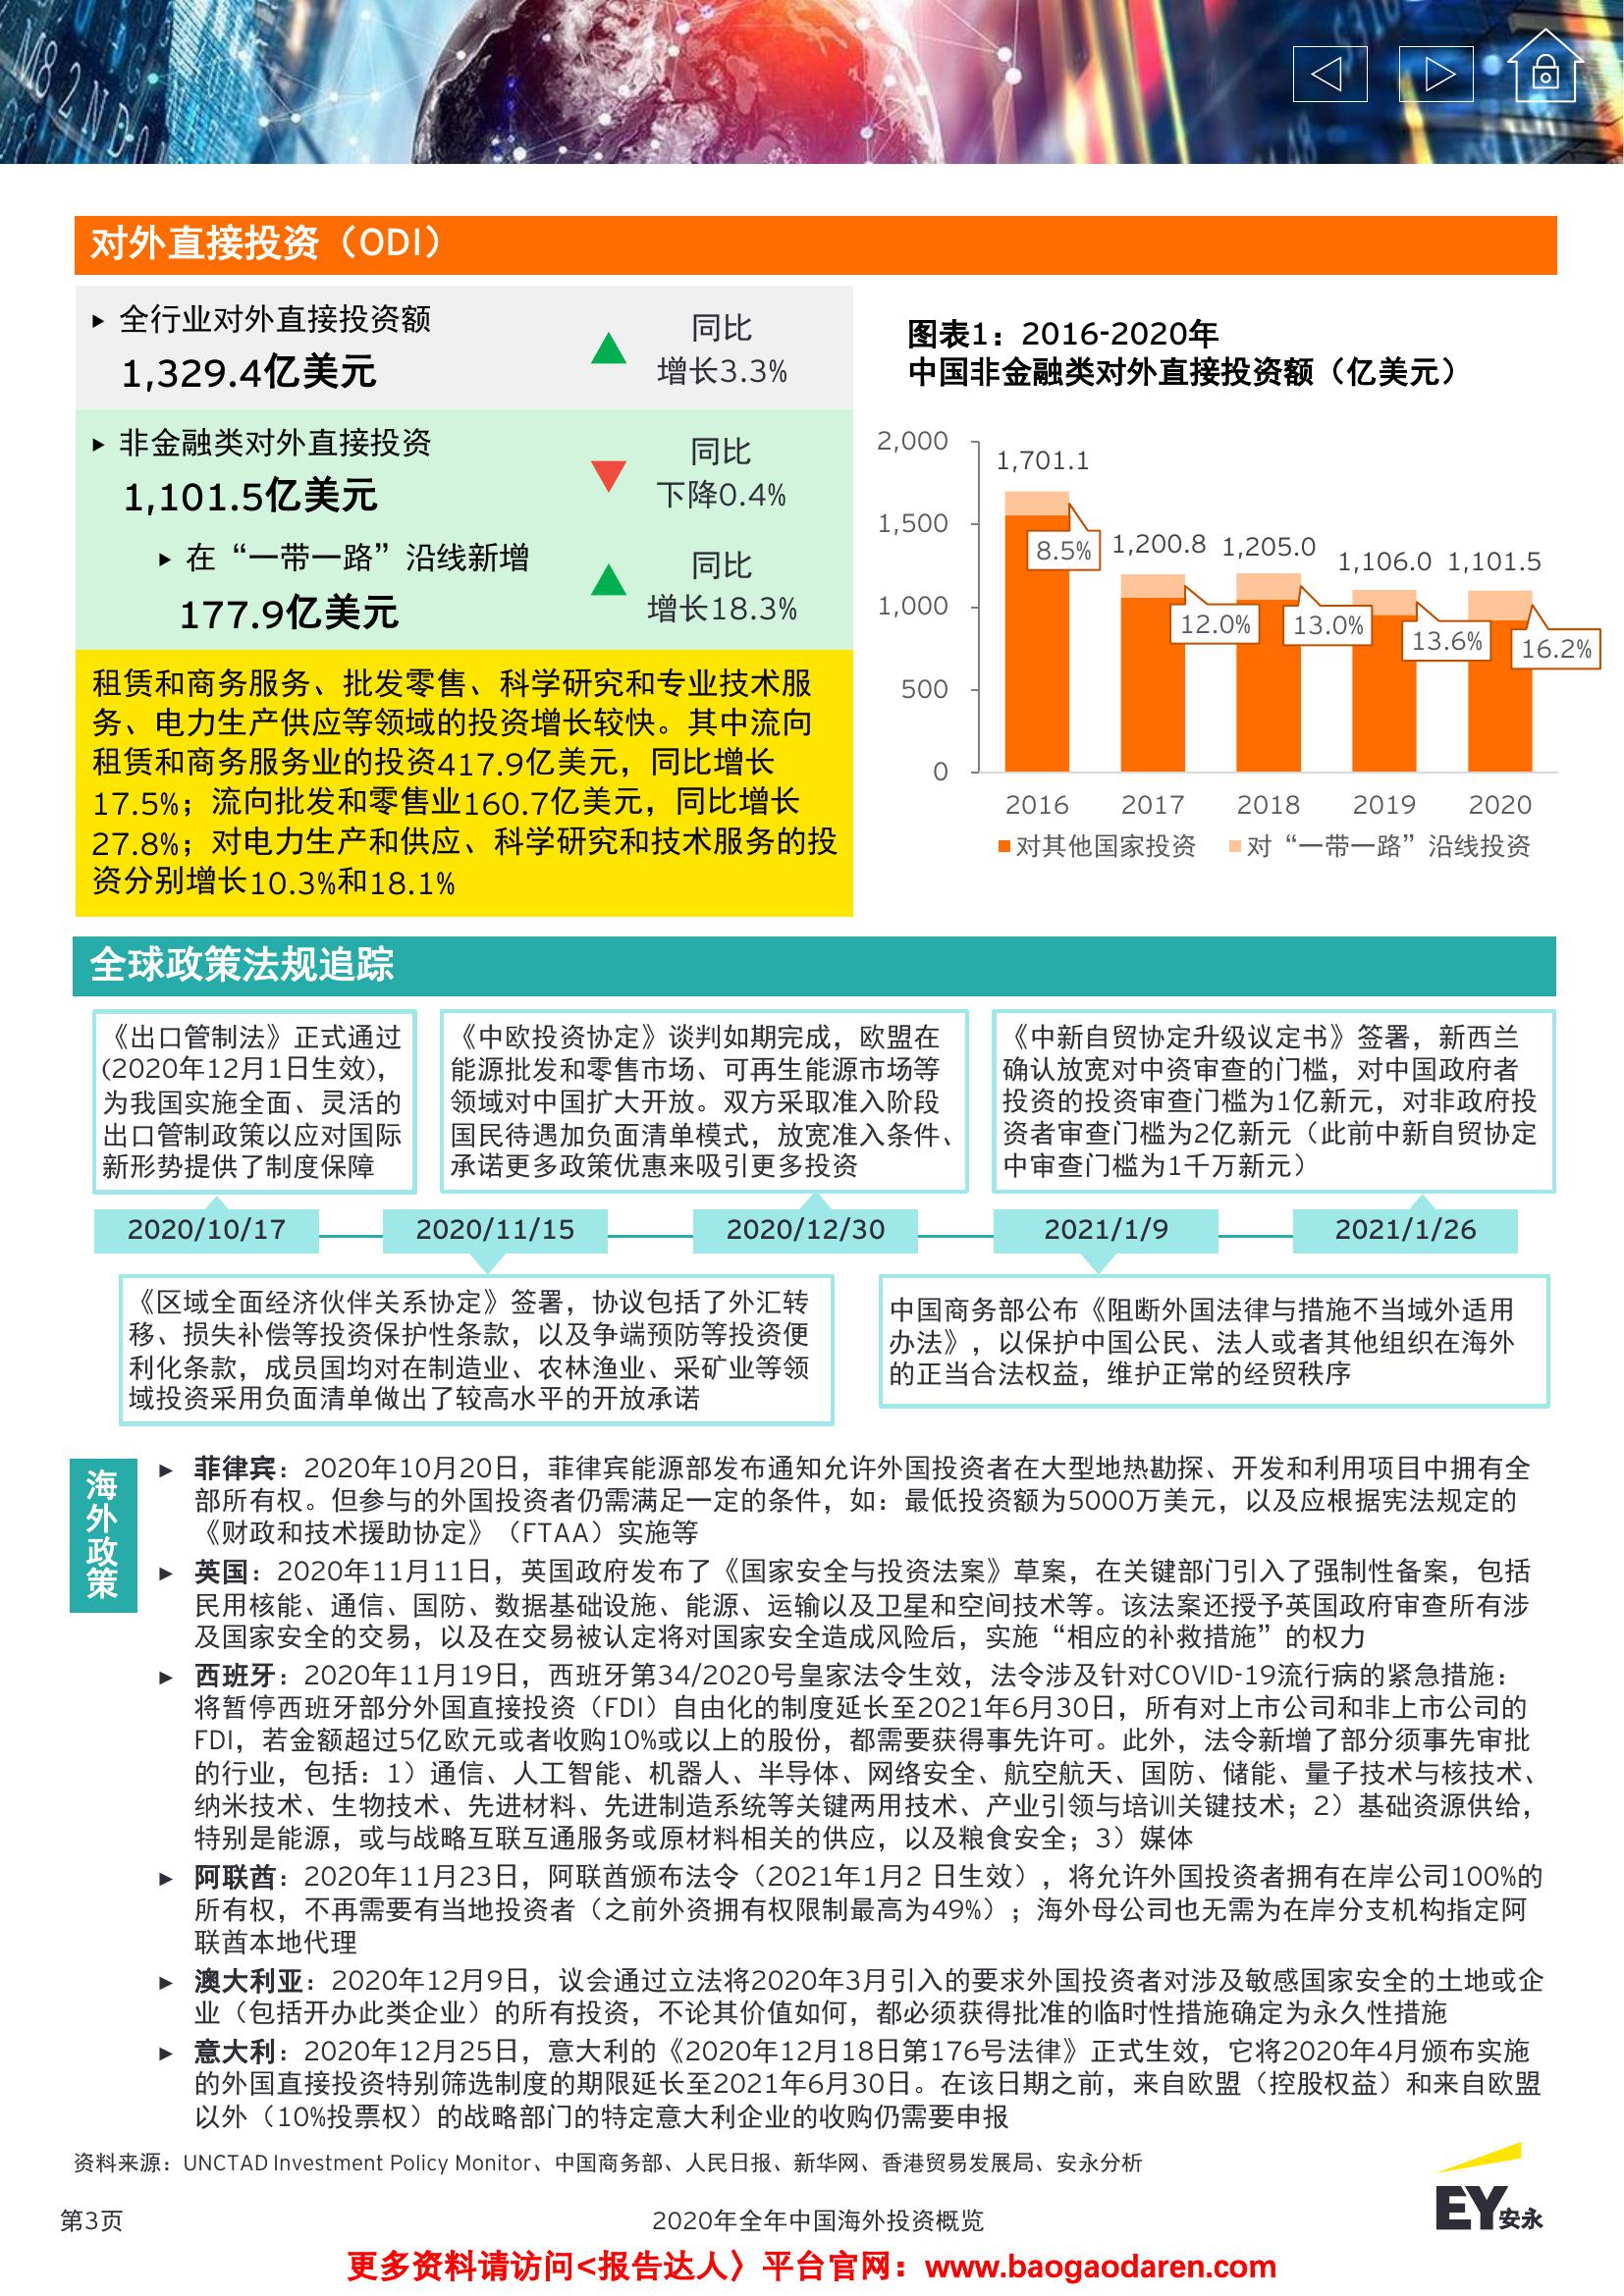 对外直接投资（ODI）
▸ 全行业对外直接投资额
1,329.4亿美元
同比
增长3.3%
▸ 非金融类对外直接投资
1,101.5亿美元
同比
下降0.4%
▸ 在“一带一路”沿线新增
177.9亿美元
同比
增长18.3%
租赁和商务服务、批发零售、科学研究和专业技术服
务、电力生产供应等领域的投资增长较快。其中流向
租赁和商务服务业的投资417.9亿美元，同比增长
17.5%；流向批发和零售业160.7亿美元，同比增长
27.8%；对电力生产和供应、科学研究和技术服务的投
资分别增长10.3%和18.1%
图表1：2016-2020年
中国非金融类对外直接投资额（亿美元）
2,000
1,500
1,000
500
0
1,701.1
1,200.8
1,205.0
1,106.0
1,101.5
8.5%
12.0%
13.0%
13.6%
16.2%
2016 2017 2018 2019 2020
对其他国家投资 对“一带一路”沿线投资
全球政策法规追踪
《出口管制法》正式通过
(2020年12月1日生效)，
为我国实施全面、灵活的
出口管制政策以应对国际
新形势提供了制度保障
《中欧投资协定》谈判如期完成，欧盟在
能源批发和零售市场、可再生能源市场等
领域对中国扩大开放。双方采取准入阶段
国民待遇加负面清单模式，放宽准入条件、
承诺更多政策优惠来吸引更多投资
《中新自贸协定升级议定书》签署，新西兰
确认放宽对中资审查的门槛，对中国政府者
投资的投资审查门槛为1亿新元，对非政府投
资者审查门槛为2亿新元（此前中新自贸协定
中审查门槛为1千万新元）
2020/10/17 2020/11/15 2020/12/30 2021/1/9 2021/1/26
《区域全面经济伙伴关系协定》签署，协议包括了外汇转
移、损失补偿等投资保护性条款，以及争端预防等投资便
利化条款，成员国均对在制造业、农林渔业、采矿业等领
域投资采用负面清单做出了较高水平的开放承诺
中国商务部公布《阻断外国法律与措施不当域外适用
办法》，以保护中国公民、法人或者其他组织在海外
的正当合法权益，维护正常的经贸秩序
海外政策
▸ 菲律宾：2020年10月20日，菲律宾能源部发布通知允许外国投资者在大型地热勘探、开发和利用项目中拥有全
部所有权。但参与的外国投资者仍需满足一定的条件，如：最低投资额为5000万美元，以及应根据宪法规定的
《财政和技术援助协定》（FTAA）实施等
▸ 英国：2020年11月11日，英国政府发布了《国家安全与投资法案》草案，在关键部门引入了强制性备案，包括
民用核能、通信、国防、数据基础设施、能源、运输以及卫星和空间技术等。该法案还授予英国政府审查所有涉
及国家安全的交易，以及在交易被认定将对国家安全造成风险后，实施“相应的补救措施”的权力
▸ 西班牙：2020年11月19日，西班牙第34/2020号皇家法令生效，法令涉及针对COVID-19流行病的紧急措施：
将暂停西班牙部分外国直接投资（FDI）自由化的制度延长至2021年6月30日，所有对上市公司和非上市公司的
FDI，若金额超过5亿欧元或者收购10%或以上的股份，都需要获得事先许可。此外，法令新增了部分须事先审批
的行业，包括：1）通信、人工智能、机器人、半导体、网络安全、航空航天、国防、储能、量子技术与核技术、
纳米技术、生物技术、先进材料、先进制造系统等关键两用技术、产业引领与培训关键技术；2）基础资源供给，
特别是能源，或与战略互联互通服务或原材料相关的供应，以及粮食安全；3）媒体
▸ 阿联酋：2020年11月23日，阿联酋颁布法令（2021年1月2 日生效），将允许外国投资者拥有在岸公司100%的
所有权，不再需要有当地投资者（之前外资拥有权限制最高为49%）；海外母公司也无需为在岸分支机构指定阿
联酋本地代理
▸ 澳大利亚：2020年12月9日，议会通过立法将2020年3月引入的要求外国投资者对涉及敏感国家安全的土地或企
业（包括开办此类企业）的所有投资，不论其价值如何，都必须获得批准的临时性措施确定为永久性措施
▸ 意大利：2020年12月25日，意大利的《2020年12月18日第176号法律》正式生效，它将2020年4月颁布实施
的外国直接投资特别筛选制度的期限延长至2021年6月30日。在该日期之前，来自欧盟（控股权益）和来自欧盟
以外（10%投票权）的战略部门的特定意大利企业的收购仍需要申报
资料来源：UNCTAD Investment Policy Monitor、中国商务部、人民日报、新华网、香港贸易发展局、安永分析
EY安永
第3页
2020年全年中国海外投资概览
更多资料请访问<报告达人〉平台官网：www.baogaodaren.com